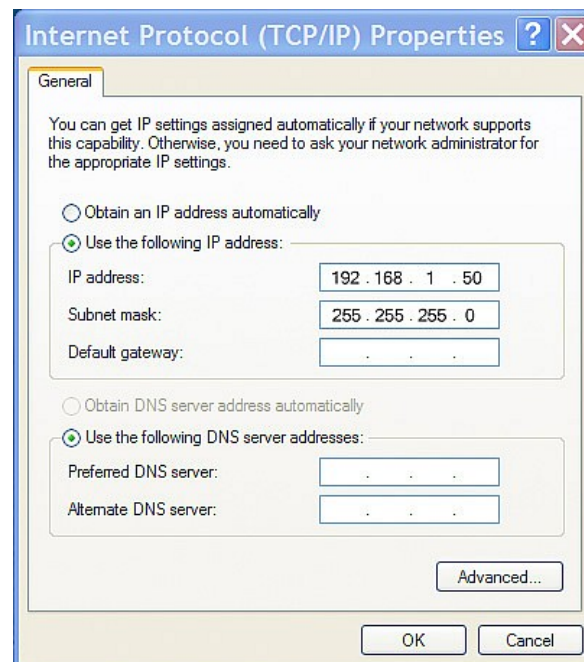 Internet Protocol (TCP/IP) Properties ? X
General
You can get IP settings assigned automatically if your network supports
this capability. Otherwise, you need to ask your network administrator for
the appropriate IP settings.
Obtain an IP address automatically
Use the following IP address:
IP address: 192 . 168 . 1 . 50
Subnet mask: 255 . 255 . 255 . 0
Default gateway: . . .
Obtain DNS server address automatically
Use the following DNS server addresses:
Preferred DNS server: . . .
Alternate DNS server: . . .
Advanced...
OK Cancel